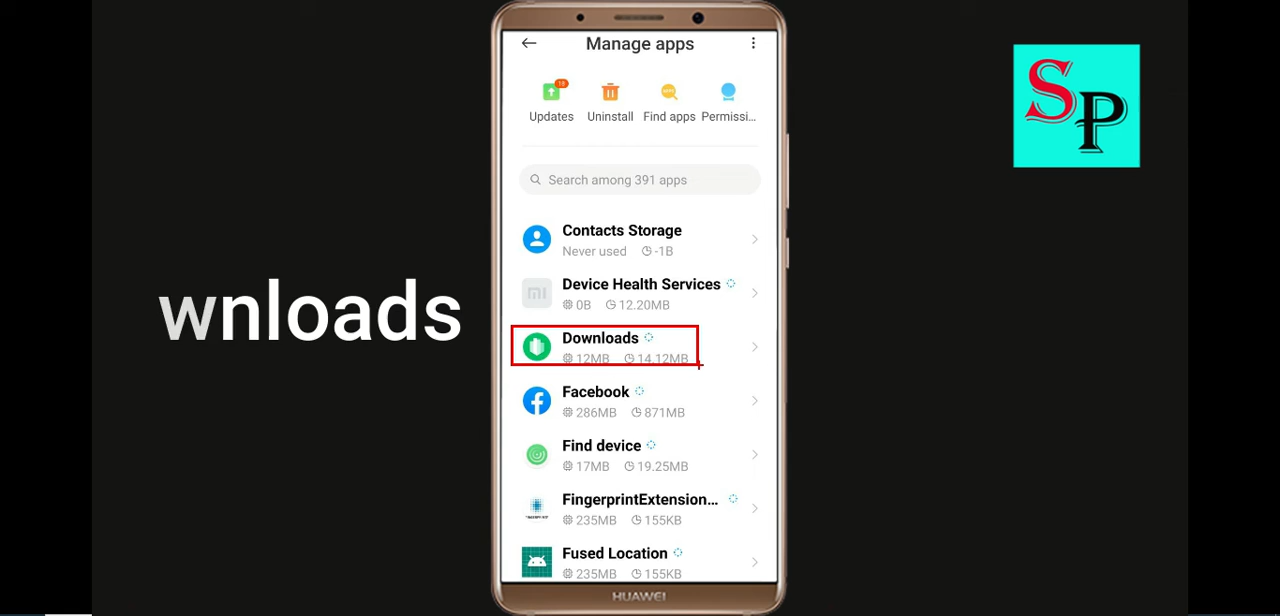 Manage apps
19
Updates
Uninstall
Find apps
Permissi...
Search among 391 apps
Contacts Storage
Never used -1B
Device Health Services
0B 12.20MB
Downloads
12MB 14.12MB
Facebook
286MB 871MB
Find device
17MB 19.25MB
FingerprintExtension...
235MB 155KB
Fused Location
235MB 155KB
HUAWEI
wnloads
SP